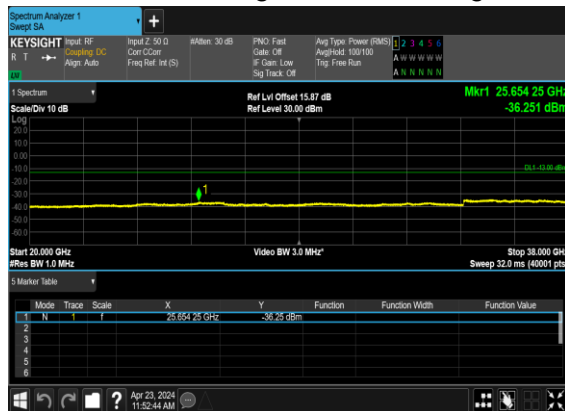 Spectrum Analyzer 1
Swept SA
+
KEYSIGHT Input: RF Input Z: 50 Ω #Atten: 30 dB PNO: Fast Avg Type: Power (RMS) 1 2 3 4 5 6
R T Coupling: DC Corr CCorr Gate: Off Avg|Hold: 100/100 A W W W W W
Align: Auto Freq Ref: Int (S) IF Gain: Low Trig: Free Run
LW Sig Track: Off A N N N N N
1 Spectrum Ref Lvl Offset 15.87 dB Mkr1 25.654 25 GHz
Scale/Div 10 dB Ref Level 30.00 dBm -36.251 dBm
Log
20.0
10.0
0.00
-10.0 DL1 -13.00 dBm
-20.0
-30.0 1
-40.0
-50.0
-60.0
Start 20.000 GHz Video BW 3.0 MHz* Stop 38.000 GHz
#Res BW 1.0 MHz Sweep 32.0 ms (40001 pts
5 Marker Table
Mode Trace Scale X Y Function Function Width Function Value
1 N 1 f 25.654 25 GHz -36.25 dBm
2
3
4
5
6
? Apr 23, 2024
11:52:44 AM